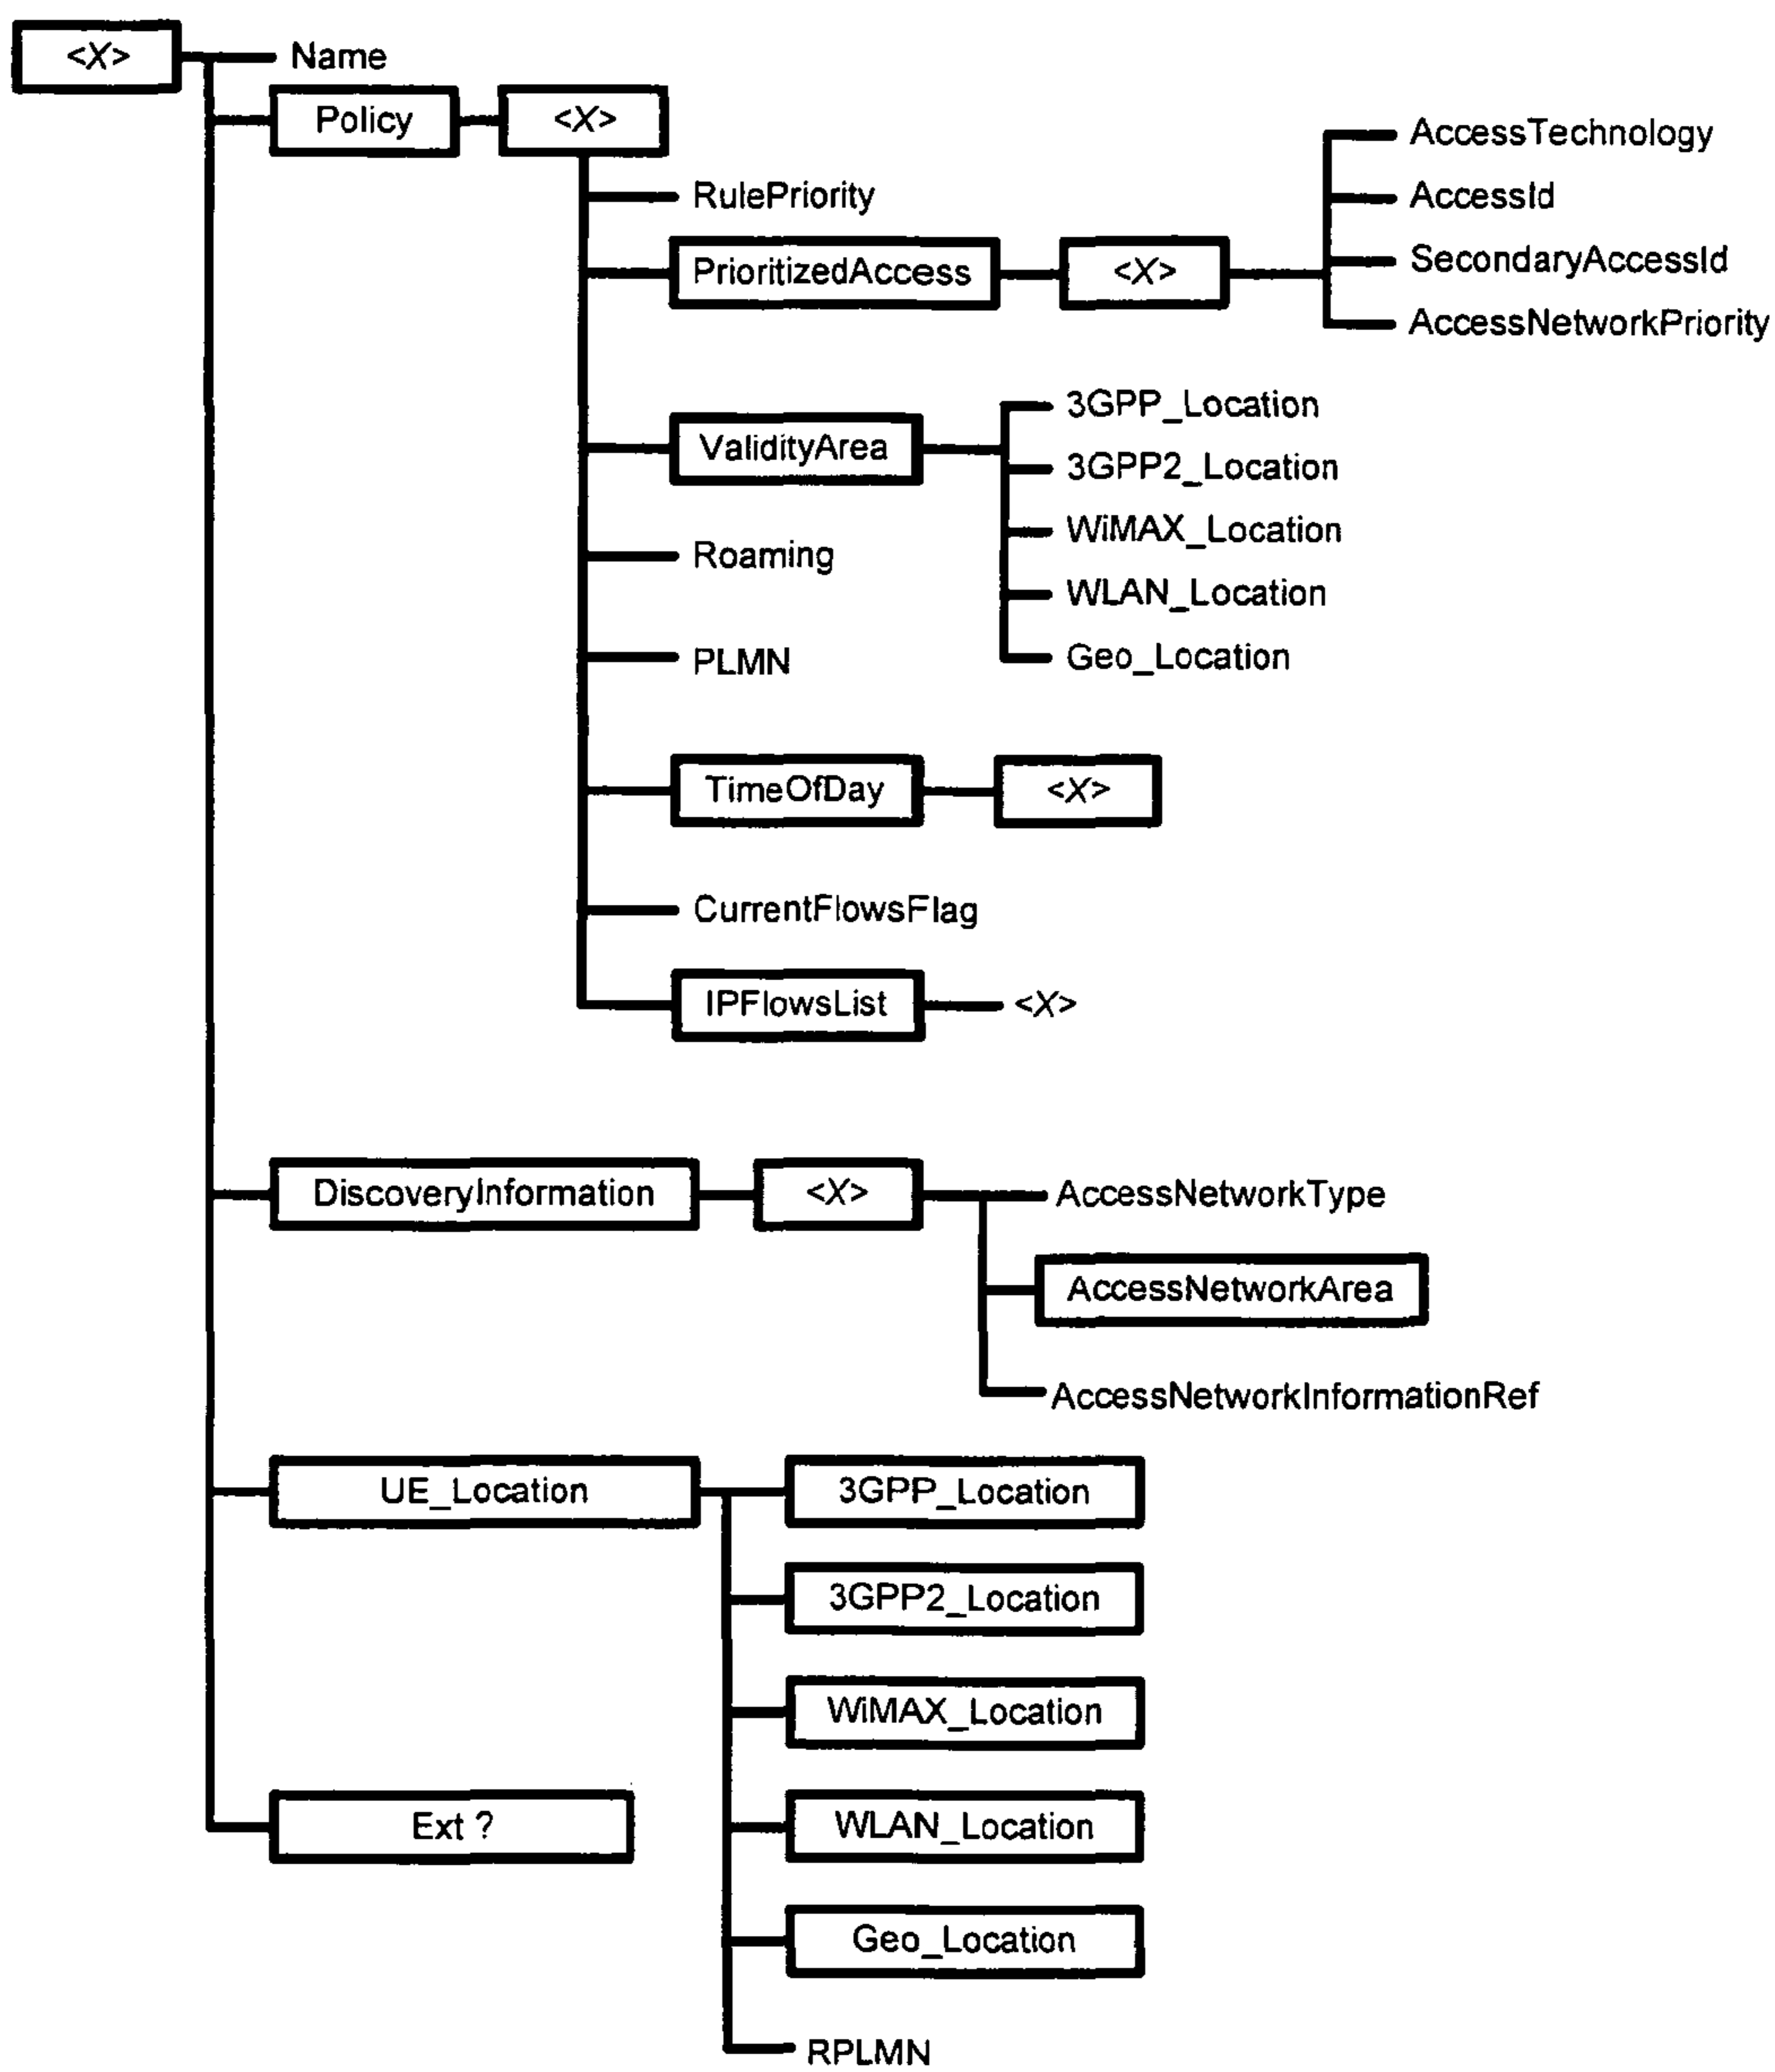 <X>
Name
Policy
<X>
RulePriority
PrioritizedAccess
<X>
AccessTechnology
AccessId
SecondaryAccessId
AccessNetworkPriority
ValidityArea
3GPP_Location
3GPP2_Location
WiMAX_Location
WLAN_Location
Geo_Location
Roaming
PLMN
TimeOfDay
<X>
CurrentFlowsFlag
IPFlowsList
<X>
DiscoveryInformation
<X>
AccessNetworkType
AccessNetworkArea
AccessNetworkInformationRef
UE_Location
3GPP_Location
3GPP2_Location
WiMAX_Location
WLAN_Location
Geo_Location
RPLMN
Ext ?